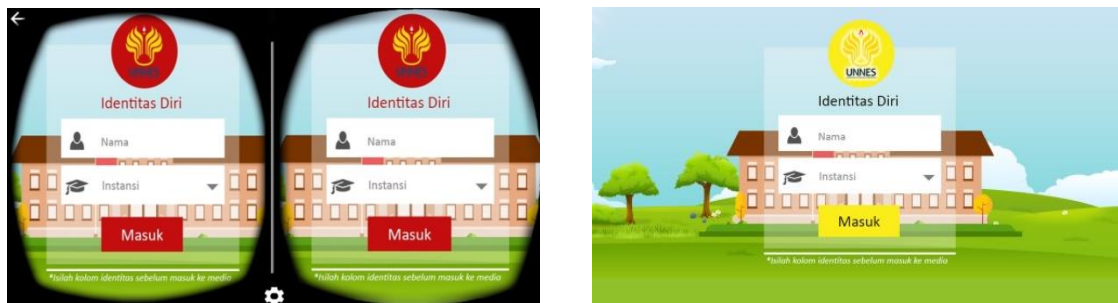 UNNES
Identitas Diri
Nama
Instansi
Masuk
*Isilah kolom identitas sebelum masuk ke media
UNNES
Identitas Diri
Nama
Instansi
Masuk
*Isilah kolom identitas sebelum masuk ke media
UNNES
Identitas Diri
Nama
Instansi
Masuk
*Isilah kolom identitas sebelum masuk ke media